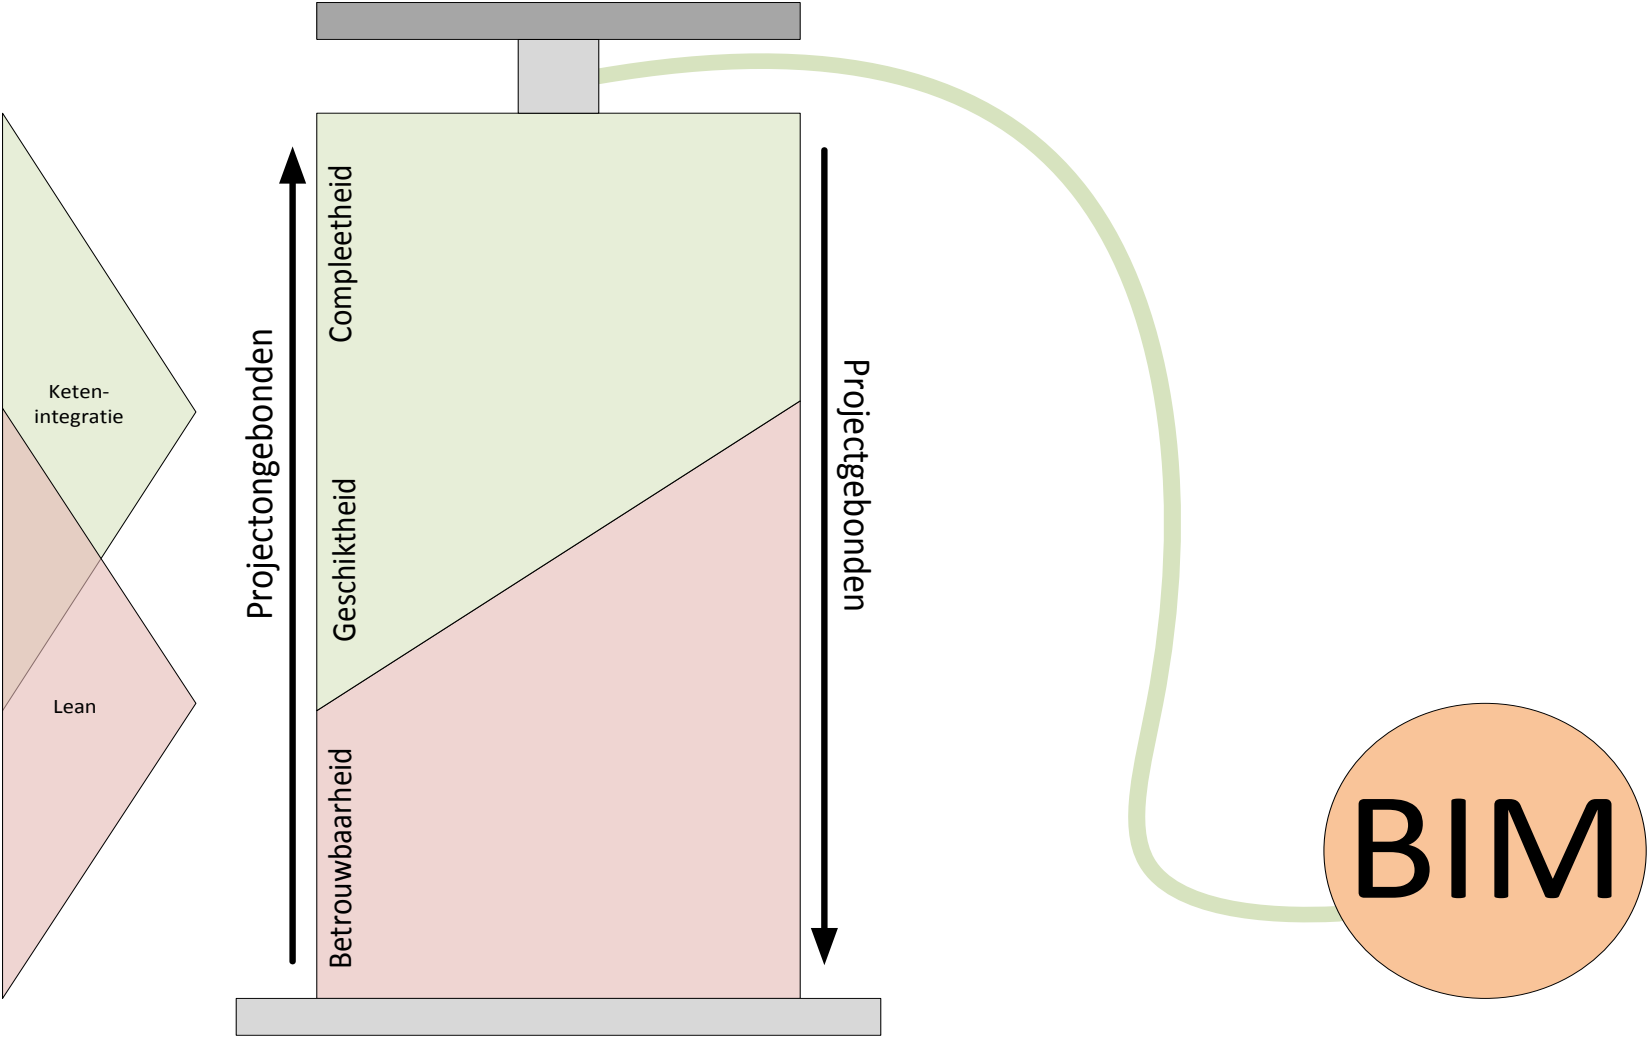 Keten-
integratie
Lean
Projectongebonden
Compleetheid
Geschiktheid
Betrouwbaarheid
Projectgebonden
BIM